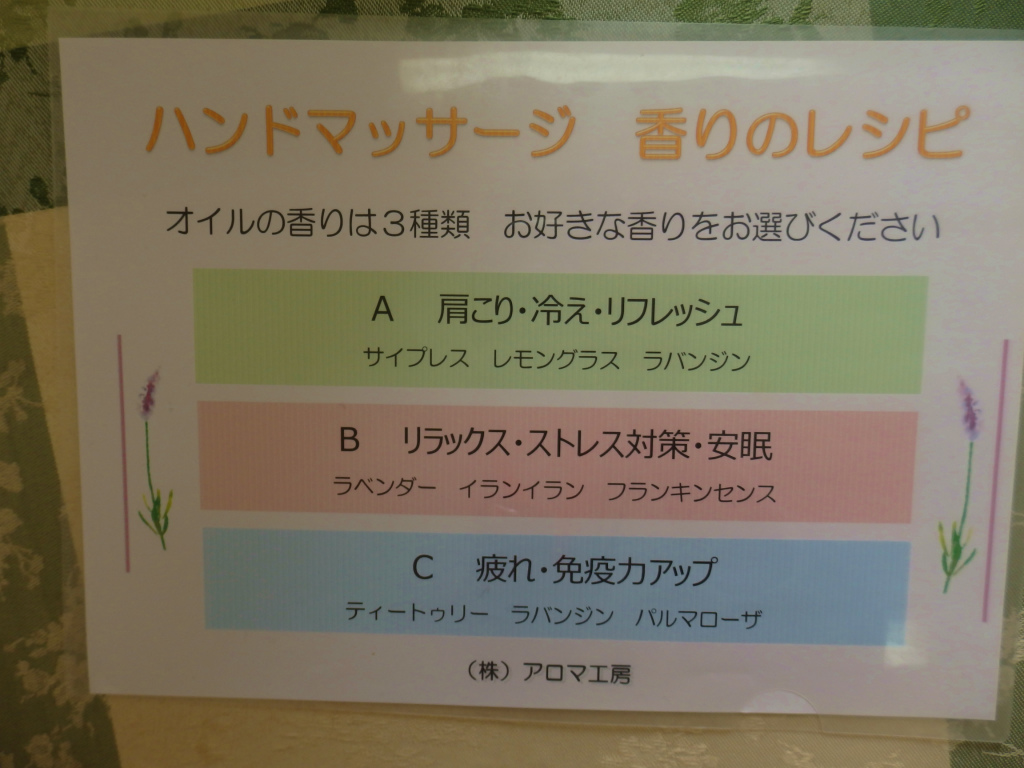 ハンドマッサージ　香りのレシピ
オイルの香りは３種類　お好きな香りをお選びください
A　肩こり・冷え・リフレッシュ
サイプレス　レモングラス　ラバンジン
B　リラックス・ストレス対策・安眠
ラベンダー　イランイラン　フランキンセンス
C　疲れ・免疫力アップ
ティートゥリー　ラバンジン　パルマローザ
（株）アロマ工房